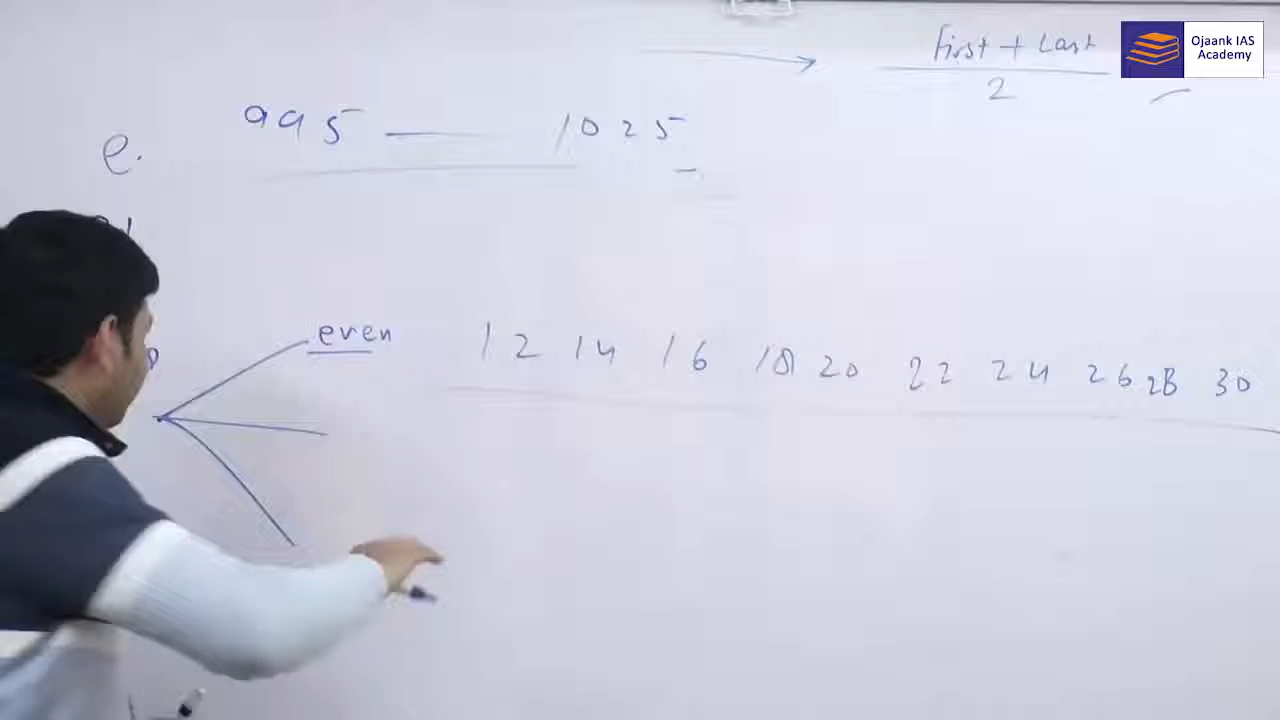 First + Last
2
Ojaank IAS
Academy
e. 995 — 1025
even 12 14 16 18 20 22 24 26 28 30